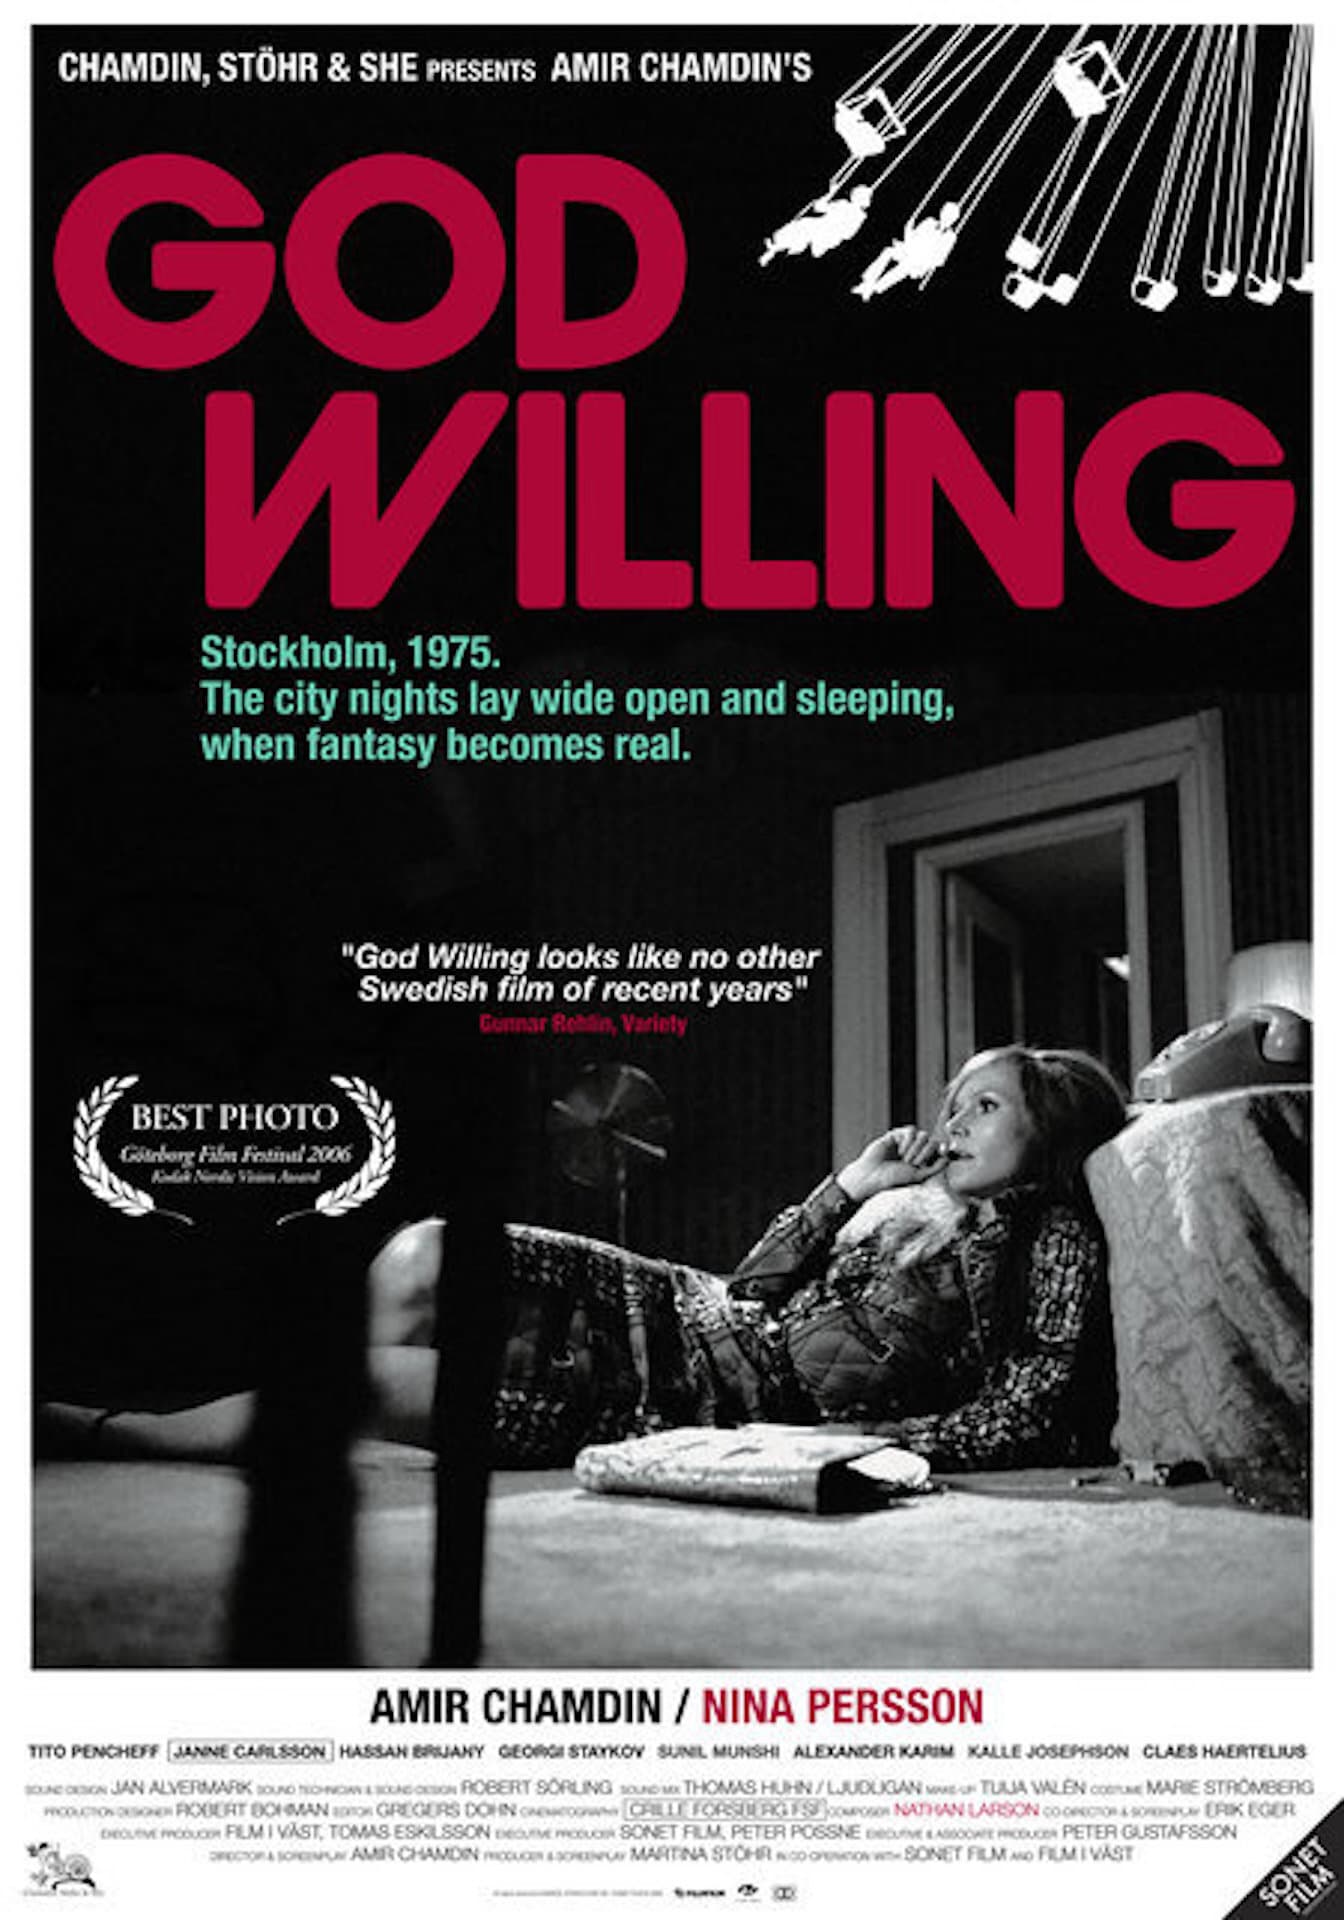 CHAMDIN, STÖHR & SHE PRESENTS AMIR CHAMDIN'S
GOD
WILLING
Stockholm, 1975.
The city nights lay wide open and sleeping,
when fantasy becomes real.
"God Willing looks like no other
Swedish film of recent years"
Gunnar Rehlin, Variety
BEST PHOTO
Göteborg Film Festival 2006
Kodak Nordic Vision Award
AMIR CHAMDIN / NINA PERSSON
TITO PENCHEFF JANNE CARLSSON HASSAN BRIJANY GEORGI STAYKOV SUNIL MUNSHI ALEXANDER KARIM KALLE JOSEPHSON CLAES HAERTELIUS
SOUND DESIGN JAN ALVERMARK SOUND TECHNICIAN & SOUND DESIGN ROBERT SÖRLING SOUND MIX THOMAS HUHN / LJUDLIGAN MAKE-UP TUIJA VALÉN COSTUME MARIE STRÖMBERG
PRODUCTION DESIGNER ROBERT BOHMAN EDITOR GREGERS DOHN CINEMATOGRAPHY CRILLE FORSBERG FSF COMPOSER NATHAN LARSON CO-DIRECTOR & SCREENPLAY ERIK EGER
EXECUTIVE PRODUCER FILM I VÄST, TOMAS ESKILSSON EXECUTIVE PRODUCER SONET FILM, PETER POSSNE EXECUTIVE & ASSOCIATE PRODUCER PETER GUSTAFSSON
DIRECTOR & SCREENPLAY AMIR CHAMDIN PRODUCER & SCREENPLAY MARTINA STÖHR IN CO OPERATION WITH SONET FILM AND FILM I VÄST
SONET
FILM